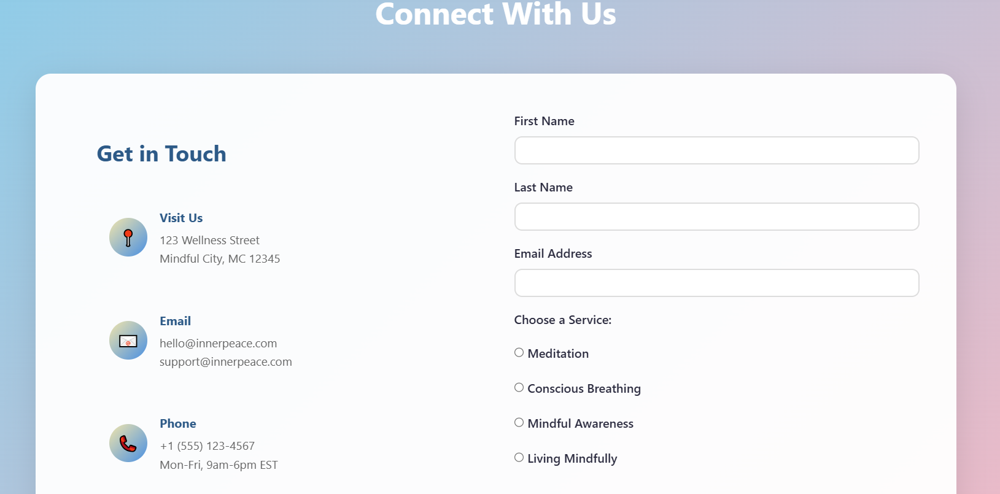 Connect With Us
Get in Touch
Visit Us
123 Wellness Street
Mindful City, MC 12345
Email
hello@innerpeace.com
support@innerpeace.com
Phone
+1 (555) 123-4567
Mon-Fri, 9am-6pm EST
First Name
Last Name
Email Address
Choose a Service:
Meditation
Conscious Breathing
Mindful Awareness
Living Mindfully